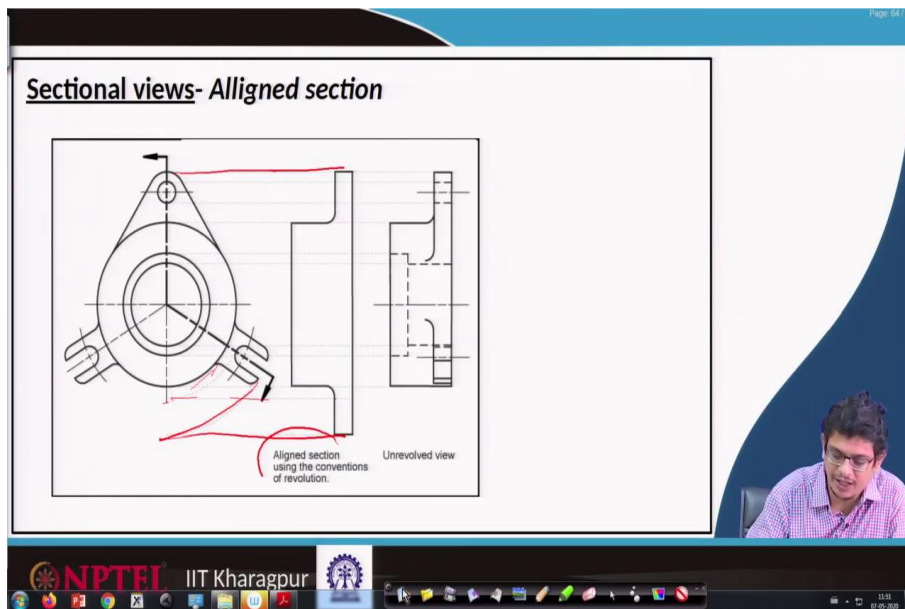 Page: 64 /
Sectional views- Alligned section
Aligned section
using the conventions
of revolution.
Unrevolved view
NPTEL IIT Kharagpur
11:51
07-05-2020